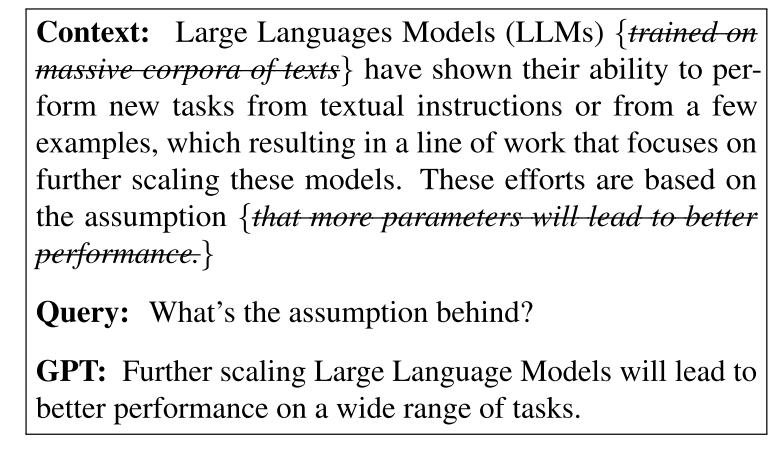 Context: Large Languages Models (LLMs) {trained on
massive corpora of texts} have shown their ability to per-
form new tasks from textual instructions or from a few
examples, which resulting in a line of work that focuses on
further scaling these models. These efforts are based on
the assumption {that more parameters will lead to better
performance.}
Query: What's the assumption behind?
GPT: Further scaling Large Language Models will lead to
better performance on a wide range of tasks.